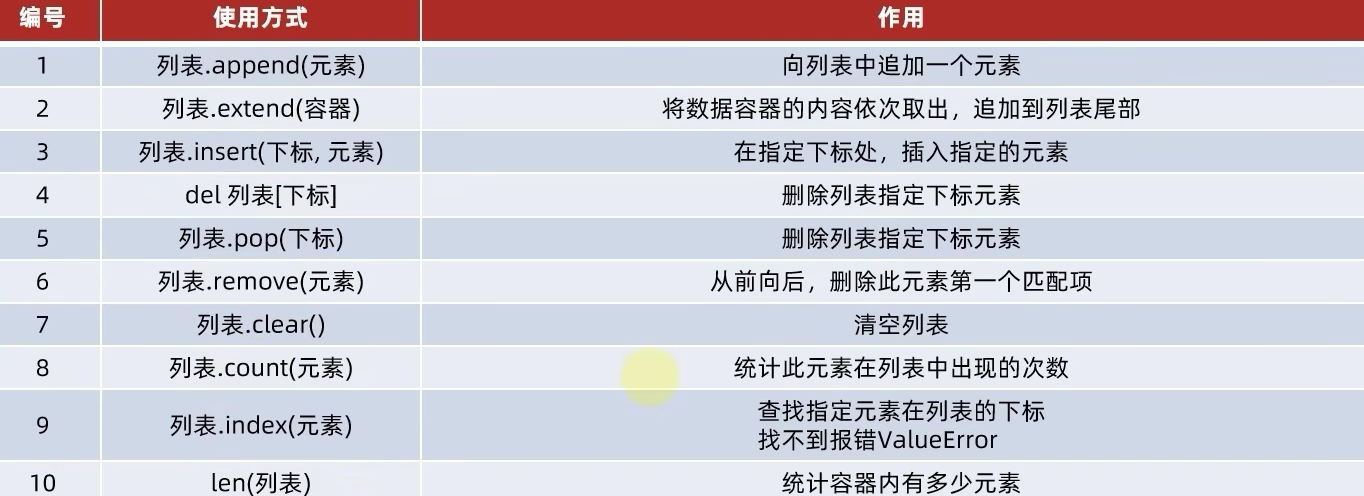 编号 使用方式 作用
1 列表.append(元素) 向列表中追加一个元素
2 列表.extend(容器) 将数据容器的内容依次取出，追加到列表尾部
3 列表.insert(下标, 元素) 在指定下标处，插入指定的元素
4 del 列表[下标] 删除列表指定下标元素
5 列表.pop(下标) 删除列表指定下标元素
6 列表.remove(元素) 从前向后，删除此元素第一个匹配项
7 列表.clear() 清空列表
8 列表.count(元素) 统计此元素在列表中出现的次数
9 列表.index(元素) 查找指定元素在列表的下标
找不到报错ValueError
10 len(列表) 统计容器内有多少元素